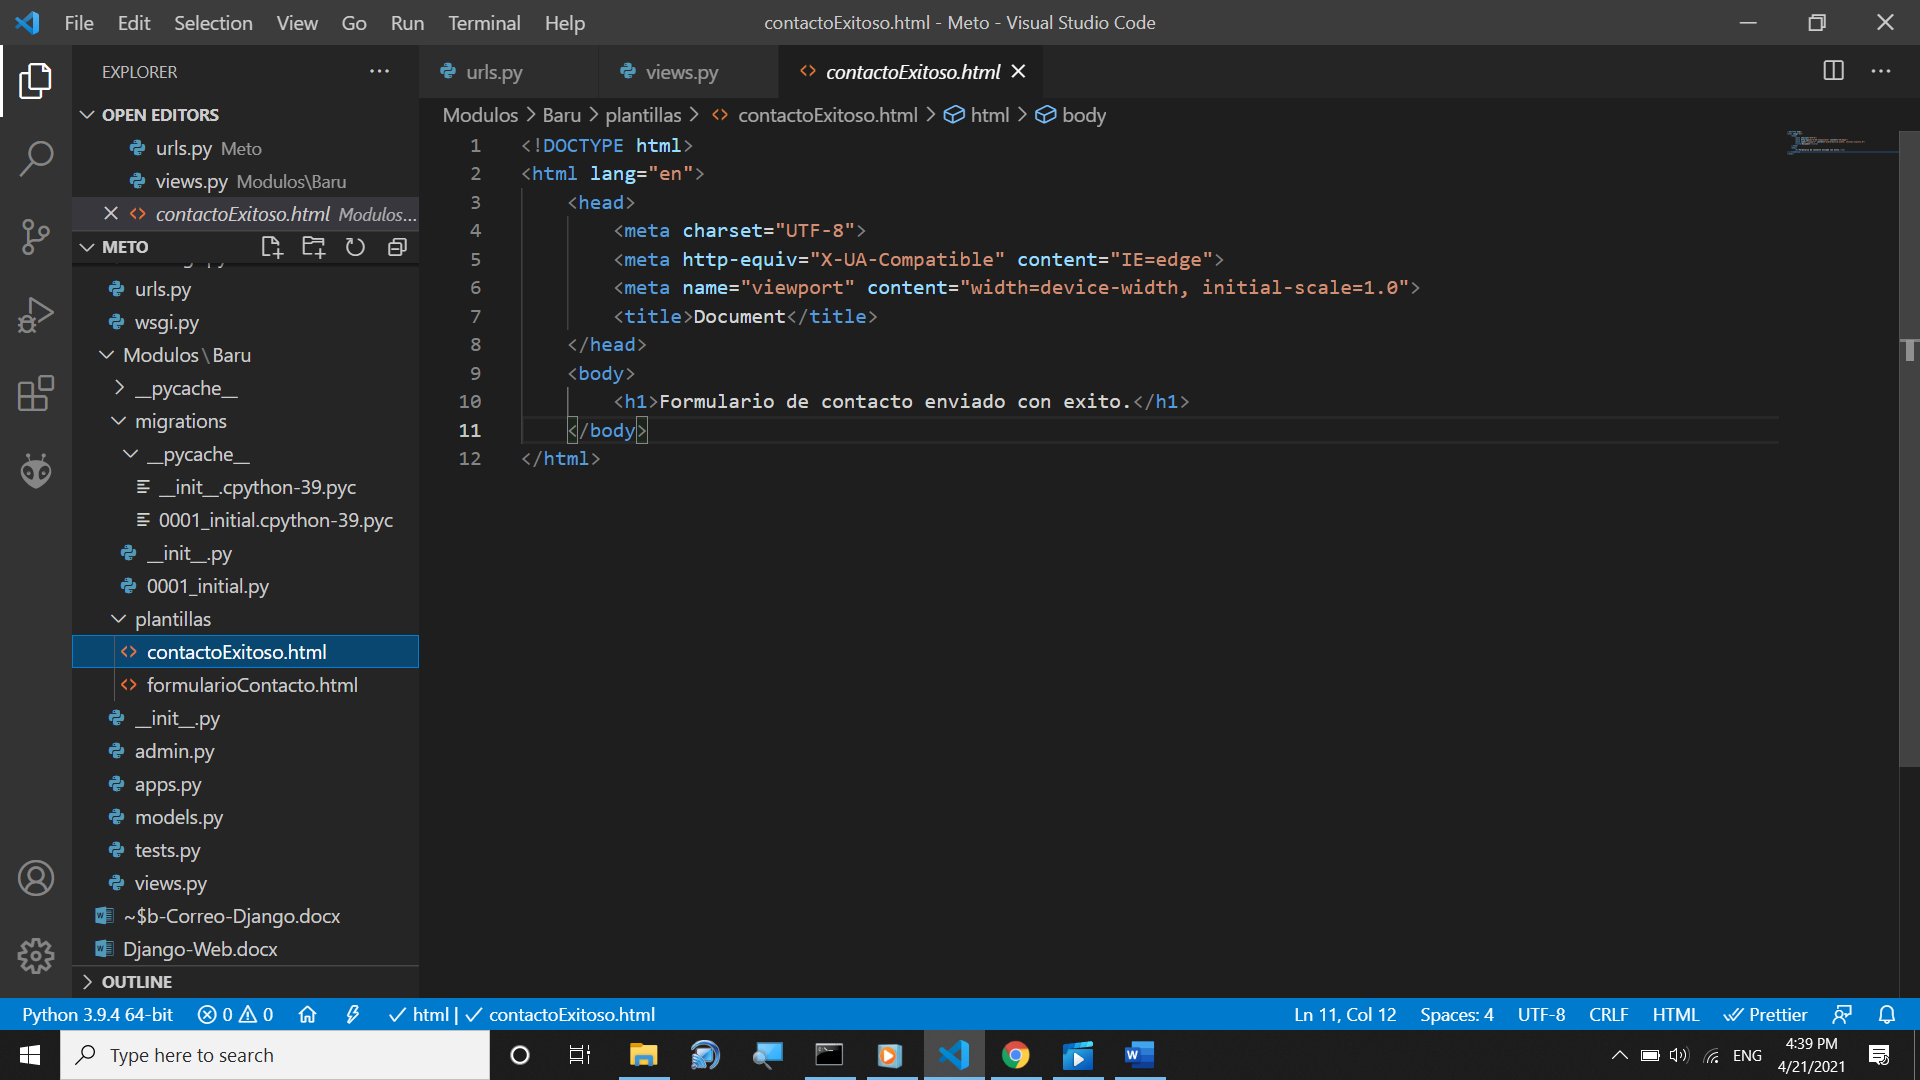 File Edit Selection View Go Run Terminal Help
contactoExitoso.html - Meto - Visual Studio Code
EXPLORER
urls.py
views.py
contactoExitoso.html
OPEN EDITORS
urls.py Meto
views.py Modulos\Baru
contactoExitoso.html Modulos...
METO
urls.py
wsgi.py
Modulos\Baru
__pycache__
migrations
__pycache__
__init__.cpython-39.pyc
0001_initial.cpython-39.pyc
__init__.py
0001_initial.py
plantillas
contactoExitoso.html
formularioContacto.html
__init__.py
admin.py
apps.py
models.py
tests.py
views.py
~$b-Correo-Django.docx
Django-Web.docx
OUTLINE
Modulos > Baru > plantillas > contactoExitoso.html > html > body
1 <!DOCTYPE html>
2 <html lang="en">
3 <head>
4 <meta charset="UTF-8">
5 <meta http-equiv="X-UA-Compatible" content="IE=edge">
6 <meta name="viewport" content="width=device-width, initial-scale=1.0">
7 <title>Document</title>
8 </head>
9 <body>
10 <h1>Formulario de contacto enviado con exito.</h1>
11 </body>
12 </html>
Python 3.9.4 64-bit 0 0 html | contactoExitoso.html
Ln 11, Col 12 Spaces: 4 UTF-8 CRLF HTML Prettier
Type here to search
ENG
4:39 PM
4/21/2021